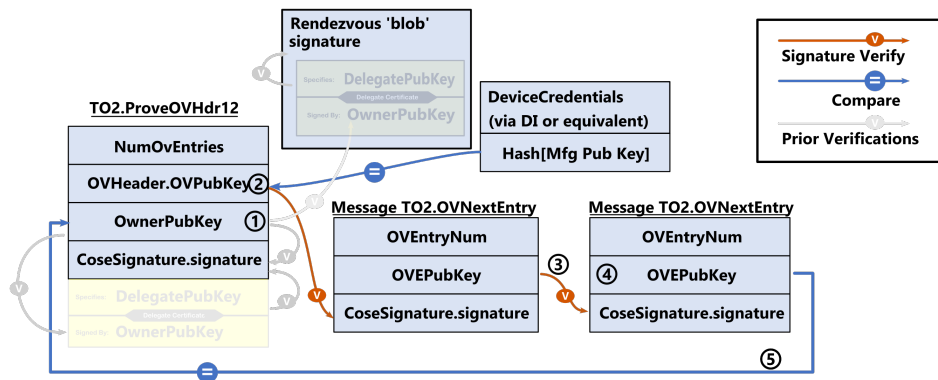 Rendezvous 'blob'
signature
Specifies: DelegatePubKey
Delegate Certificate
Signed By: OwnerPubKey
V
V
Signature Verify
=
Compare
V
Prior Verifications
DeviceCredentials
(via DI or equivalent)
Hash[Mfg Pub Key]
=
TO2.ProveOVHdr12
NumOvEntries
OVHeader.OVPubKey 2
OwnerPubKey 1
CoseSignature.signature
Specifies: DelegatePubKey
Delegate Certificate
Signed By: OwnerPubKey
V
V
V
V
Message TO2.OVNextEntry
OVEntryNum
OVEPubKey
CoseSignature.signature
V
3
V
Message TO2.OVNextEntry
OVEntryNum
4 OVEPubKey
CoseSignature.signature
5
=